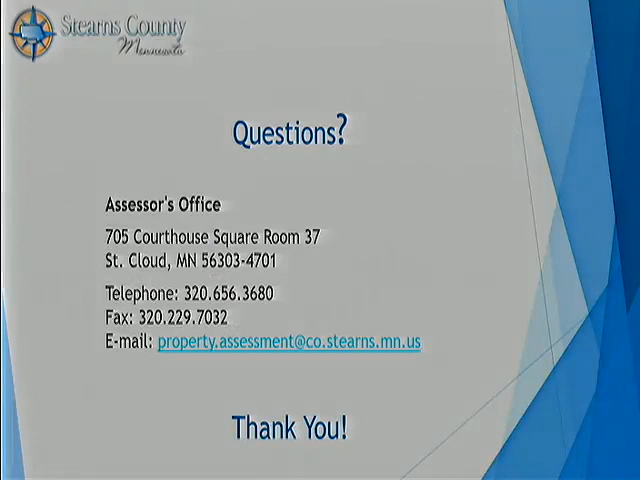 Stearns County
Minnesota
Questions?
Assessor's Office
705 Courthouse Square Room 37
St. Cloud, MN 56303-4701
Telephone: 320.656.3680
Fax: 320.229.7032
E-mail: property.assessment@co.stearns.mn.us
Thank You!